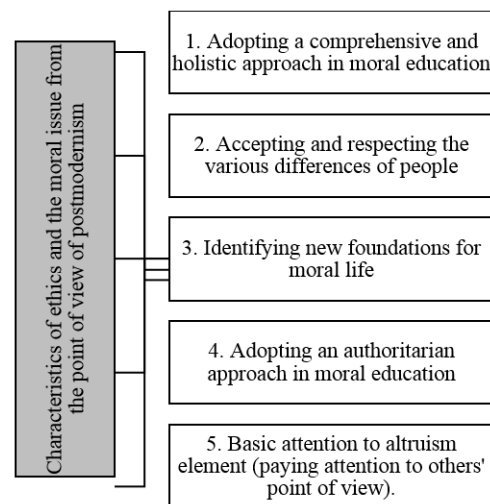 Characteristics of ethics and the moral issue from
the point of view of postmodernism
1. Adopting a comprehensive and
holistic approach in moral education
2. Accepting and respecting the
various differences of people
3. Identifying new foundations for
moral life
4. Adopting an authoritarian
approach in moral education
5. Basic attention to altruism
element (paying attention to others'
point of view).